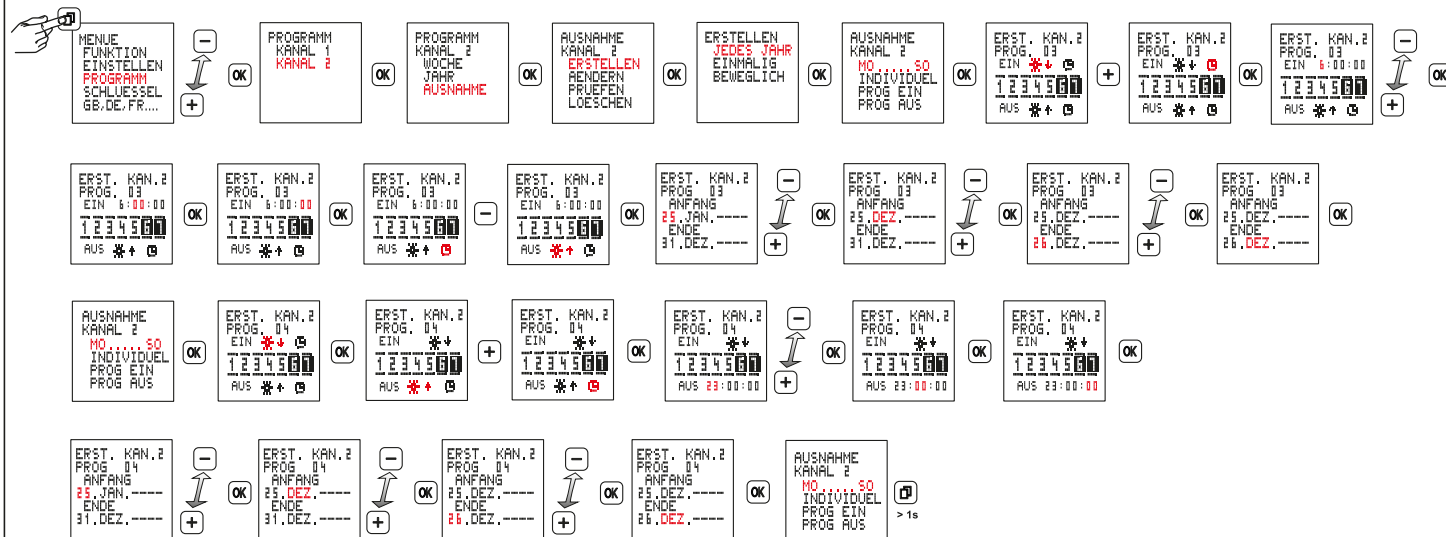 MENUE
FUNKTION
EINSTELLEN
PROGRAMM
SCHLUESSEL
GB,DE,FR....
−
+
OK
PROGRAMM
KANAL 1
KANAL 2
OK
PROGRAMM
KANAL 2
WOCHE
JAHR
AUSNAHME
OK
AUSNAHME
KANAL 2
ERSTELLEN
AENDERN
PRUEFEN
LOESCHEN
OK
ERSTELLEN
JEDES JAHR
EINMALIG
BEWEGLICH
OK
AUSNAHME
KANAL 2
MO.....SO
INDIVIDUEL
PROG EIN
PROG AUS
OK
ERST. KAN.2
PROG. 03
EIN
1 2 3 4 5 6 7
AUS
+
ERST. KAN.2
PROG. 03
EIN
1 2 3 4 5 6 7
AUS
OK
ERST. KAN.2
PROG. 03
EIN 6:00:00
1 2 3 4 5 6 7
AUS
−
+
OK
ERST. KAN.2
PROG. 03
EIN 6:00:00
1 2 3 4 5 6 7
AUS
OK
ERST. KAN.2
PROG. 03
EIN 6:00:00
1 2 3 4 5 6 7
AUS
OK
ERST. KAN.2
PROG. 03
EIN 6:00:00
1 2 3 4 5 6 7
AUS
−
ERST. KAN.2
PROG. 03
EIN 6:00:00
1 2 3 4 5 6 7
AUS
OK
ERST. KAN.2
PROG 03
ANFANG
25.JAN.----
ENDE
31.DEZ.----
−
+
OK
ERST. KAN.2
PROG 03
ANFANG
25.DEZ.----
ENDE
31.DEZ.----
−
+
OK
ERST. KAN.2
PROG 03
ANFANG
25.DEZ.----
ENDE
26.DEZ.----
−
+
OK
ERST. KAN.2
PROG 03
ANFANG
25.DEZ.----
ENDE
26.DEZ.----
OK
AUSNAHME
KANAL 2
MO.....SO
INDIVIDUEL
PROG EIN
PROG AUS
OK
ERST. KAN.2
PROG. 04
EIN
1 2 3 4 5 6 7
AUS
OK
ERST. KAN.2
PROG. 04
EIN
1 2 3 4 5 6 7
AUS
+
ERST. KAN.2
PROG. 04
EIN
1 2 3 4 5 6 7
AUS
OK
ERST. KAN.2
PROG. 04
EIN
1 2 3 4 5 6 7
AUS 23:00:00
−
+
OK
ERST. KAN.2
PROG. 04
EIN
1 2 3 4 5 6 7
AUS 23:00:00
OK
ERST. KAN.2
PROG. 04
EIN
1 2 3 4 5 6 7
AUS 23:00:00
OK
ERST. KAN.2
PROG 04
ANFANG
25.JAN.----
ENDE
31.DEZ.----
−
+
OK
ERST. KAN.2
PROG 04
ANFANG
25.DEZ.----
ENDE
31.DEZ.----
−
+
OK
ERST. KAN.2
PROG 04
ANFANG
25.DEZ.----
ENDE
26.DEZ.----
−
+
OK
ERST. KAN.2
PROG 04
ANFANG
25.DEZ.----
ENDE
26.DEZ.----
OK
AUSNAHME
KANAL 2
MO.....SO
INDIVIDUEL
PROG EIN
PROG AUS
> 1s